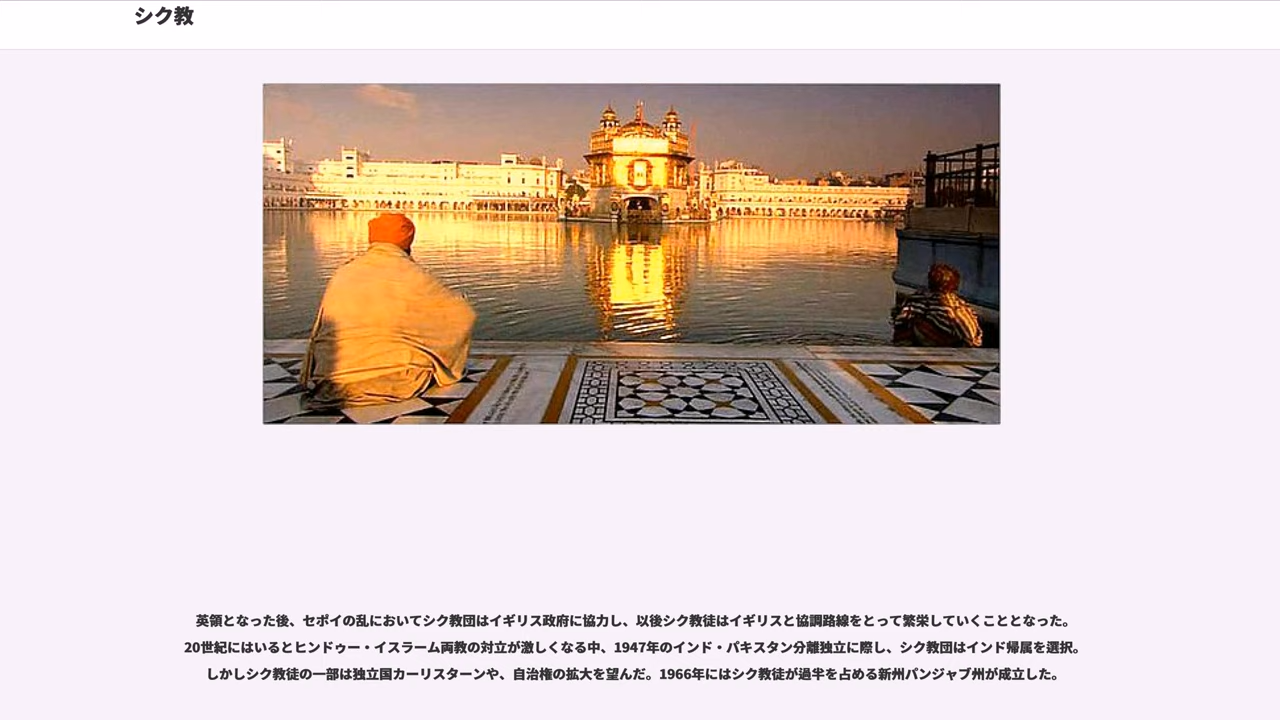 シク教
英領となった後、セポイの乱においてシク教団はイギリス政府に協力し、以後シク教徒はイギリスと協調路線をとって繁栄していくこととなった。
20世紀にはいるとヒンドゥー・イスラーム両教の対立が激しくなる中、1947年のインド・パキスタン分離独立に際し、シク教団はインド帰属を選択。
しかしシク教徒の一部は独立国カーリスターンや、自治権の拡大を望んだ。1966年にはシク教徒が過半を占める新州パンジャブ州が成立した。